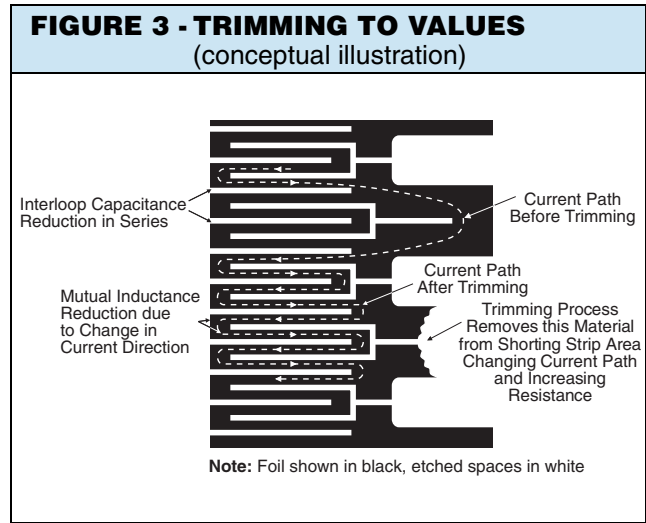 FIGURE 3 - TRIMMING TO VALUES
(conceptual illustration)
Interloop Capacitance
Reduction in Series
Current Path
Before Trimming
Current Path
After Trimming
Mutual Inductance
Reduction due
to Change in
Current Direction
Trimming Process
Removes this Material
from Shorting Strip Area
Changing Current Path
and Increasing
Resistance
Note: Foil shown in black, etched spaces in white